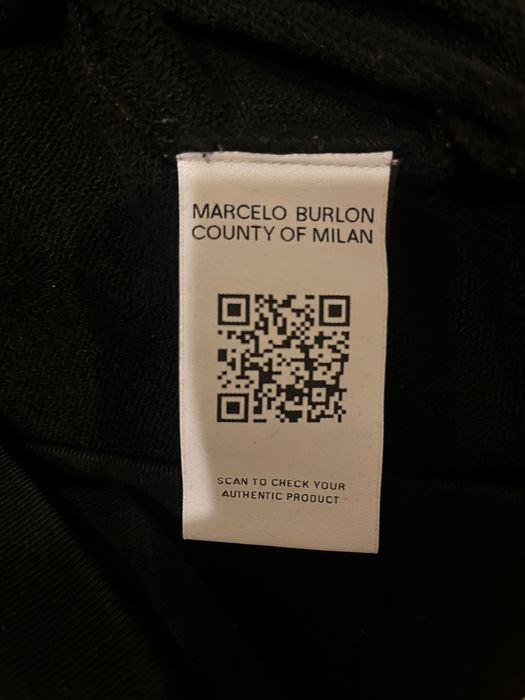 MARCELO BURLON
COUNTY OF MILAN
SCAN TO CHECK YOUR
AUTHENTIC PRODUCT